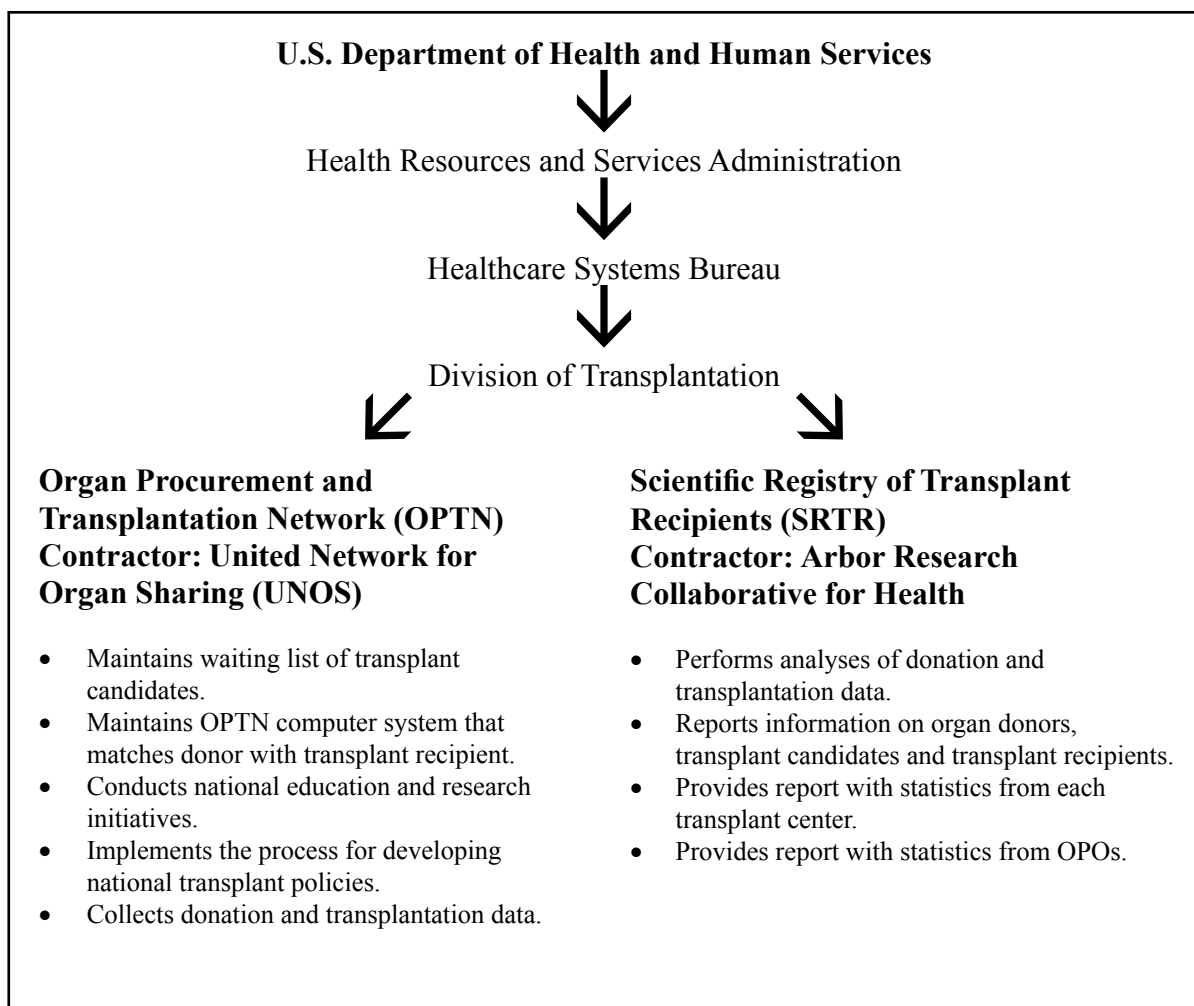 U.S. Department of Health and Human Services
Health Resources and Services Administration
Healthcare Systems Bureau
Division of Transplantation
Organ Procurement and
Transplantation Network (OPTN)
Contractor: United Network for
Organ Sharing (UNOS)
• Maintains waiting list of transplant
candidates.
• Maintains OPTN computer system that
matches donor with transplant recipient.
• Conducts national education and research
initiatives.
• Implements the process for developing
national transplant policies.
• Collects donation and transplantation data.
Scientific Registry of Transplant
Recipients (SRTR)
Contractor: Arbor Research
Collaborative for Health
• Performs analyses of donation and
transplantation data.
• Reports information on organ donors,
transplant candidates and transplant recipients.
• Provides report with statistics from each
transplant center.
• Provides report with statistics from OPOs.